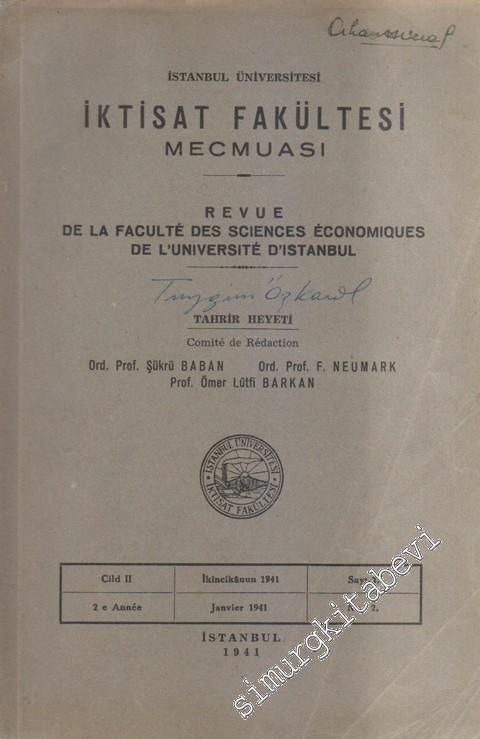 İSTANBUL ÜNİVERSİTESİ
İKTİSAT FAKÜLTESİ
MECMUASI
REVUE
DE LA FACULTÉ DES SCIENCES ÉCONOMIQUES
DE L'UNIVERSITÉ D'ISTANBUL
TAHRİR HEYETİ
Comité de Rédaction
Ord. Prof. Şükrü BABAN Ord. Prof. F. NEUMARK
Prof. Ömer Lûtfi BARKAN
İSTANBUL ÜNİVERSİTESİ
İKTİSAT FAKÜLTESİ
Cild II İkincikânun 1941
2 e Année Janvier 1941 2.
İSTANBUL
1941
simurgkitabevi